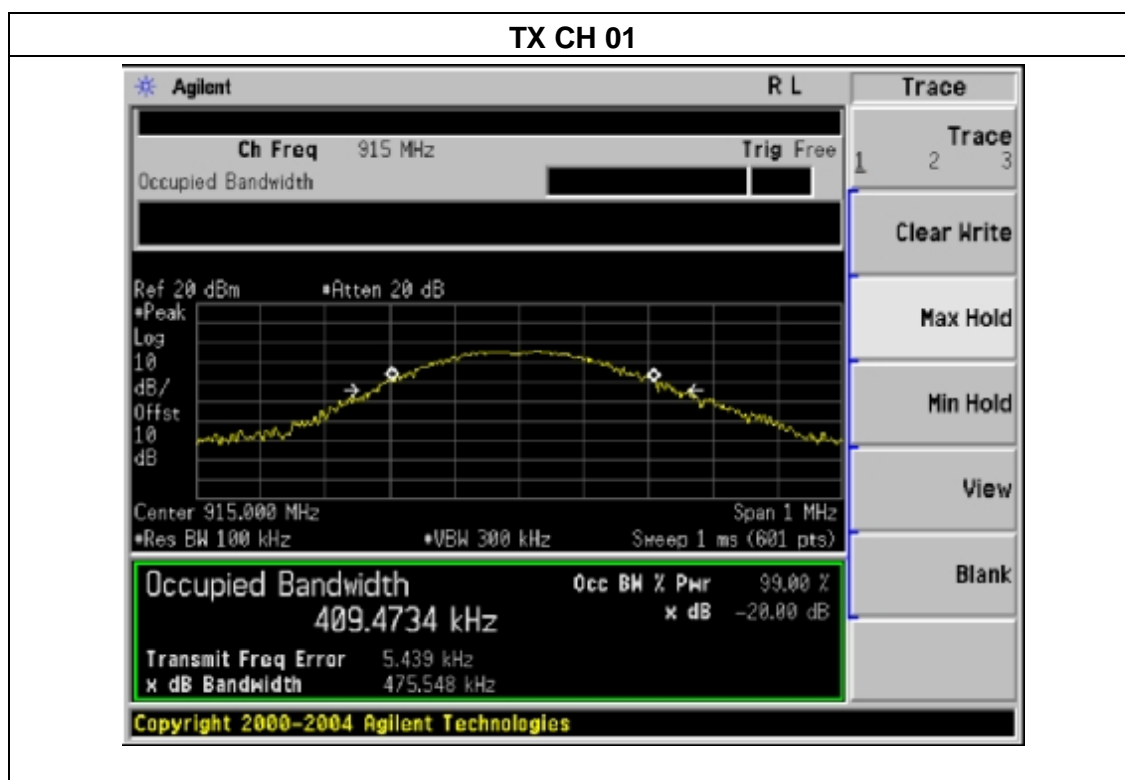 TX CH 01
Agilent R L Trace
Ch Freq 915 MHz Trig Free
Occupied Bandwidth
Trace
1 2 3
Clear Write
Max Hold
Min Hold
View
Blank
Ref 20 dBm •Atten 20 dB
•Peak
Log
10
dB/
Offst
10
dB
Center 915.000 MHz Span 1 MHz
•Res BW 100 kHz •VBW 300 kHz Sweep 1 ms (601 pts)
Occupied Bandwidth Occ BW % Pwr 99.00 %
409.4734 kHz x dB -20.00 dB
Transmit Freq Error 5.439 kHz
x dB Bandwidth 475.548 kHz
Copyright 2000-2004 Agilent Technologies